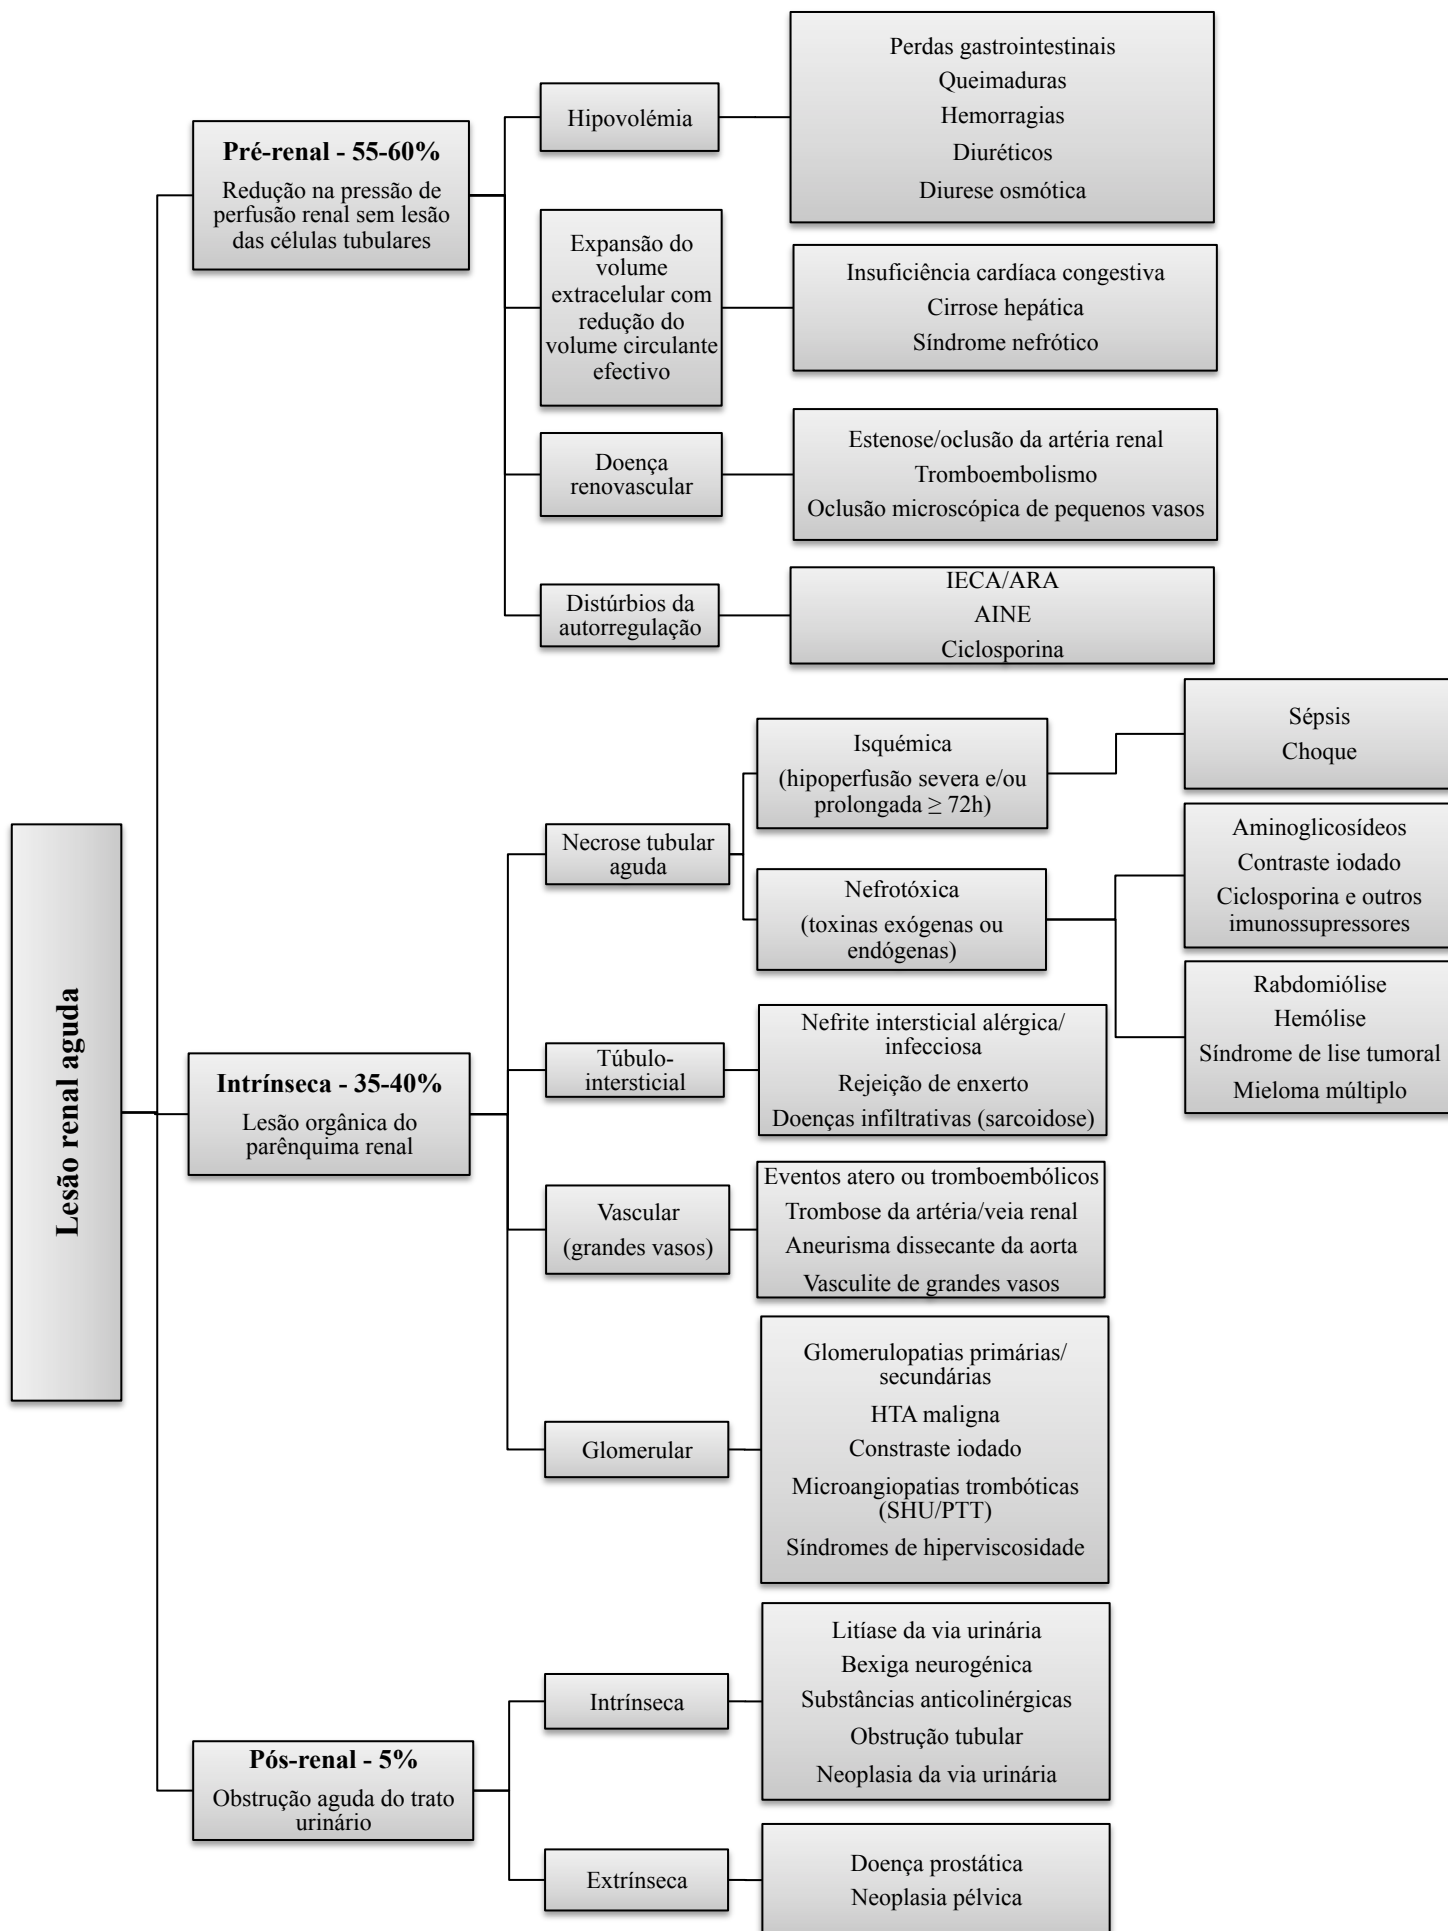 Lesão renal aguda
Pré-renal - 55-60%
Redução na pressão de
perfusão renal sem lesão
das células tubulares
Hipovolémia
Perdas gastrointestinais
Queimaduras
Hemorragias
Diuréticos
Diurese osmótica
Expansão do
volume
extracelular com
redução do
volume circulante
efectivo
Insuficiência cardíaca congestiva
Cirrose hepática
Síndrome nefrótico
Doença
renovascular
Estenose/oclusão da artéria renal
Tromboembolismo
Oclusão microscópica de pequenos vasos
Distúrbios da
autorregulação
IECA/ARA
AINE
Ciclosporina
Intrínseca - 35-40%
Lesão orgânica do
parênquima renal
Necrose tubular
aguda
Isquémica
(hipoperfusão severa e/ou
prolongada ≥ 72h)
Sépsis
Choque
Nefrotóxica
(toxinas exógenas ou
endógenas)
Aminoglicosídeos
Contraste iodado
Ciclosporina e outros
imunossupressores
Rabdomiólise
Hemólise
Síndrome de lise tumoral
Mieloma múltiplo
Túbulo-
intersticial
Nefrite intersticial alérgica/
infecciosa
Rejeição de enxerto
Doenças infiltrativas (sarcoidose)
Vascular
(grandes vasos)
Eventos atero ou tromboembólicos
Trombose da artéria/veia renal
Aneurisma dissecante da aorta
Vasculite de grandes vasos
Glomerular
Glomerulopatias primárias/
secundárias
HTA maligna
Constraste iodado
Microangiopatias trombóticas
(SHU/PTT)
Síndromes de hiperviscosidade
Pós-renal - 5%
Obstrução aguda do trato
urinário
Intrínseca
Litíase da via urinária
Bexiga neurogénica
Substâncias anticolinérgicas
Obstrução tubular
Neoplasia da via urinária
Extrínseca
Doença prostática
Neoplasia pélvica